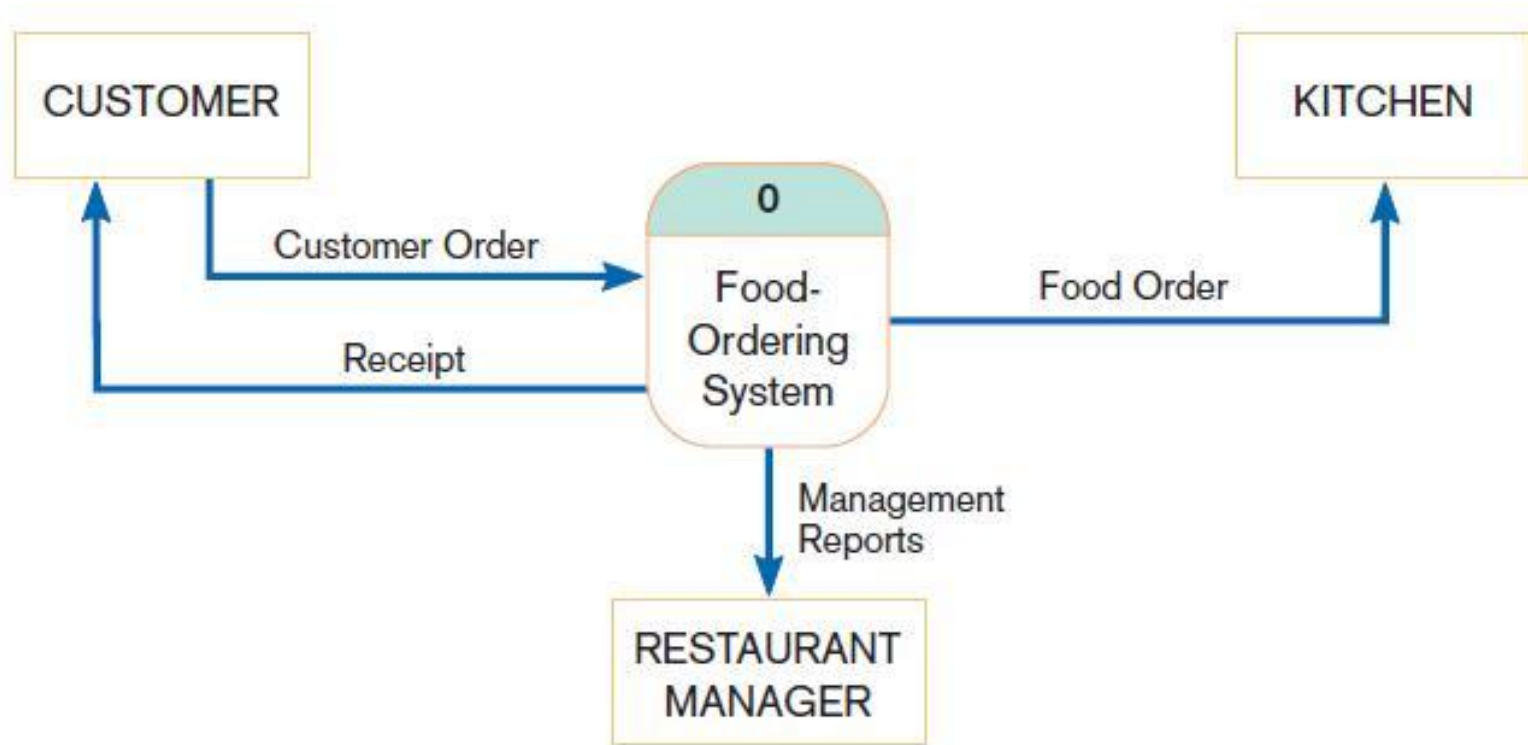 CUSTOMER
KITCHEN
0
Customer Order
Food-
Ordering
System
Food Order
Receipt
Management
Reports
RESTAURANT
MANAGER